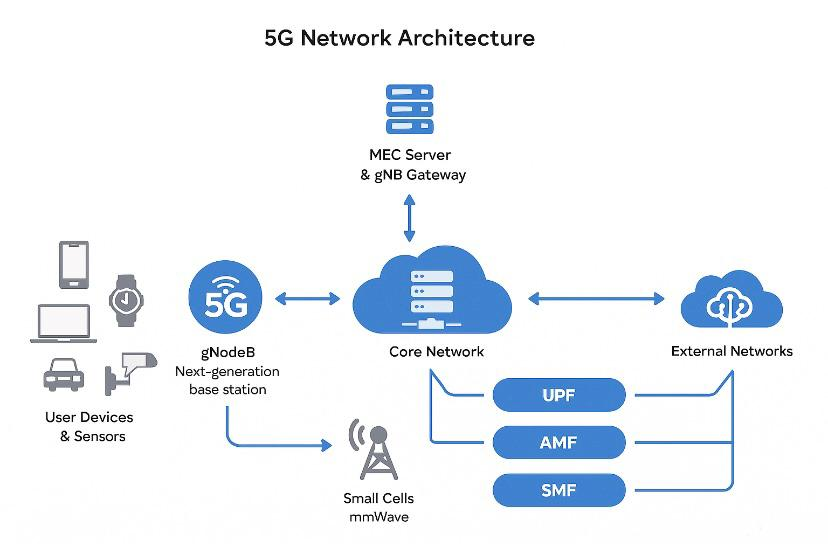 5G Network Architecture
MEC Server
& gNB Gateway
5G
gNodeB
Next-generation
base station
Core Network
External Networks
User Devices
& Sensors
UPF
AMF
SMF
Small Cells
mmWave